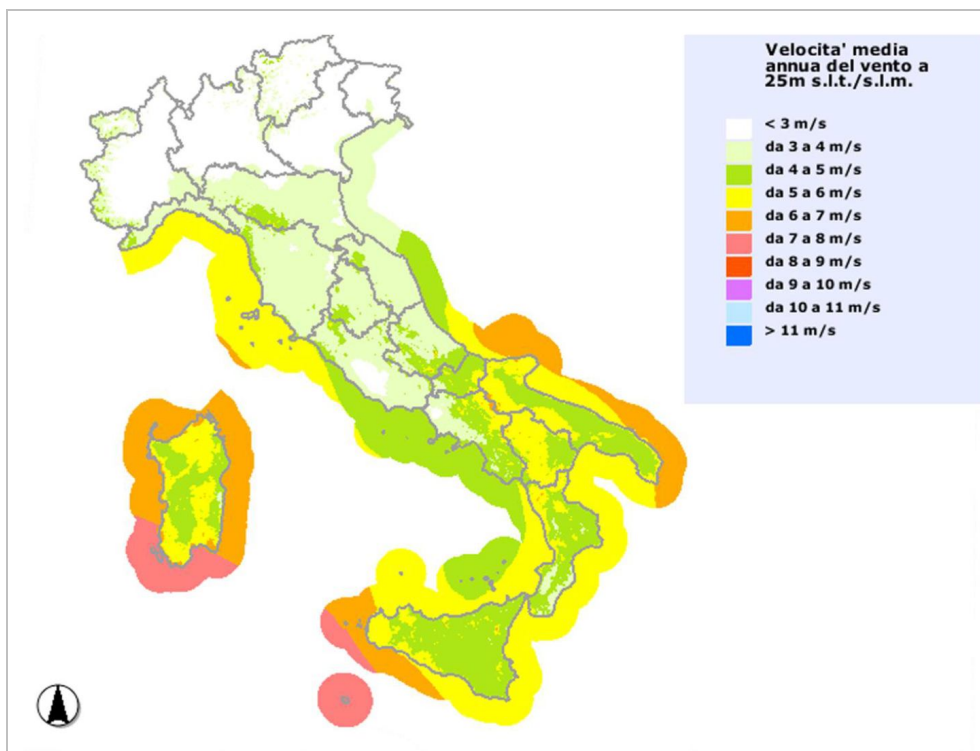 Velocita' media
annua del vento a
25m s.l.t./s.l.m.
< 3 m/s
da 3 a 4 m/s
da 4 a 5 m/s
da 5 a 6 m/s
da 6 a 7 m/s
da 7 a 8 m/s
da 8 a 9 m/s
da 9 a 10 m/s
da 10 a 11 m/s
> 11 m/s